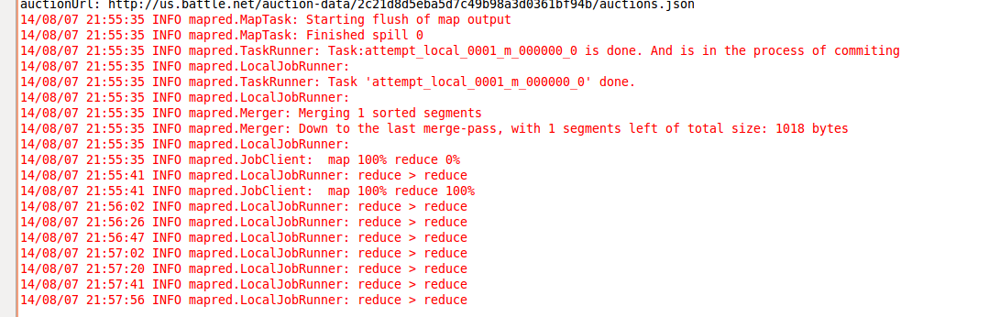 auctionUrl: http://us.battle.net/auction-data/2c21d8d5eba5d7c49b98a3d0361bf94b/auctions.json
14/08/07 21:55:35 INFO mapred.MapTask: Starting flush of map output
14/08/07 21:55:35 INFO mapred.MapTask: Finished spill 0
14/08/07 21:55:35 INFO mapred.TaskRunner: Task:attempt_local_0001_m_000000_0 is done. And is in the process of commiting
14/08/07 21:55:35 INFO mapred.LocalJobRunner:
14/08/07 21:55:35 INFO mapred.TaskRunner: Task 'attempt_local_0001_m_000000_0' done.
14/08/07 21:55:35 INFO mapred.LocalJobRunner:
14/08/07 21:55:35 INFO mapred.Merger: Merging 1 sorted segments
14/08/07 21:55:35 INFO mapred.Merger: Down to the last merge-pass, with 1 segments left of total size: 1018 bytes
14/08/07 21:55:35 INFO mapred.LocalJobRunner:
14/08/07 21:55:35 INFO mapred.JobClient:  map 100% reduce 0%
14/08/07 21:55:41 INFO mapred.LocalJobRunner: reduce > reduce
14/08/07 21:55:41 INFO mapred.JobClient:  map 100% reduce 100%
14/08/07 21:56:02 INFO mapred.LocalJobRunner: reduce > reduce
14/08/07 21:56:26 INFO mapred.LocalJobRunner: reduce > reduce
14/08/07 21:56:47 INFO mapred.LocalJobRunner: reduce > reduce
14/08/07 21:57:02 INFO mapred.LocalJobRunner: reduce > reduce
14/08/07 21:57:20 INFO mapred.LocalJobRunner: reduce > reduce
14/08/07 21:57:41 INFO mapred.LocalJobRunner: reduce > reduce
14/08/07 21:57:56 INFO mapred.LocalJobRunner: reduce > reduce